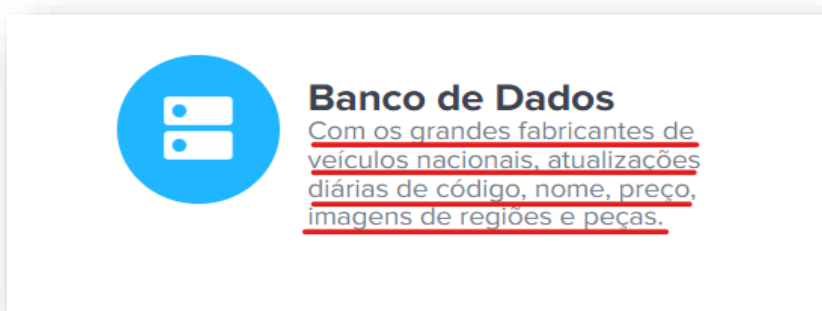 Banco de Dados
Com os grandes fabricantes de
veículos nacionais, atualizações
diárias de código, nome, preço,
imagens de regiões e peças.